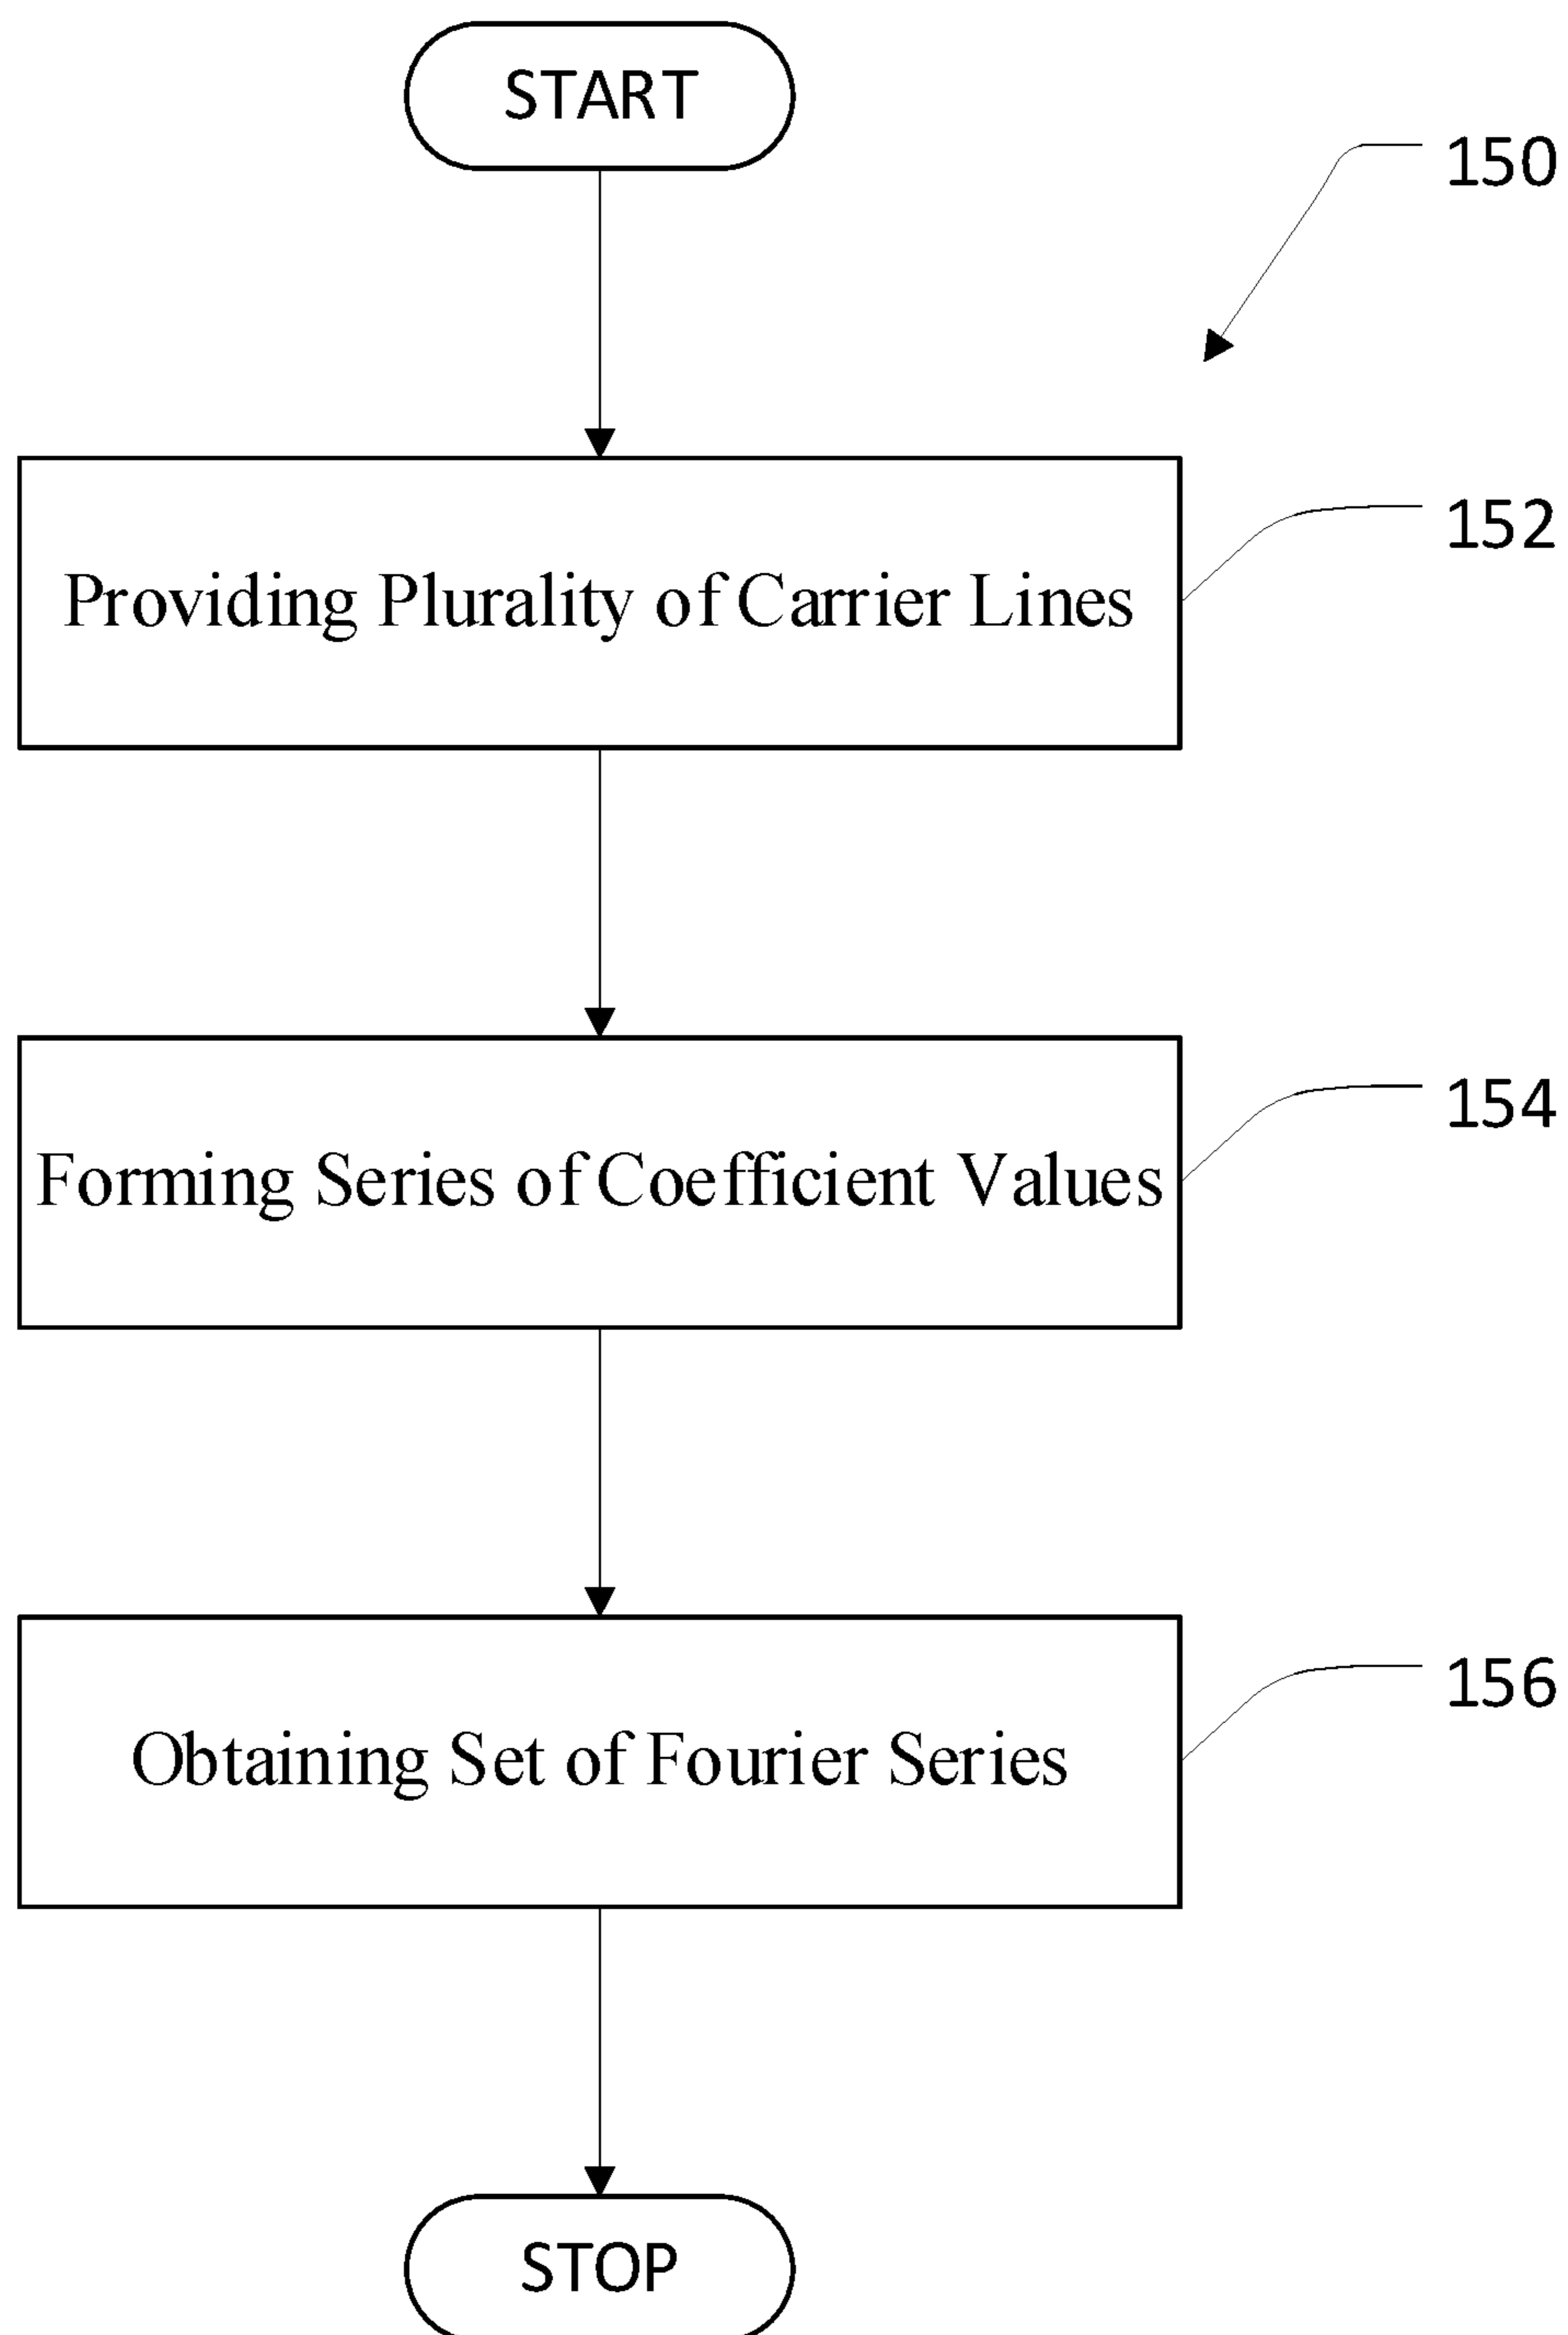 START
150
152
Providing Plurality of Carrier Lines
154
Forming Series of Coefficient Values
156
Obtaining Set of Fourier Series
STOP